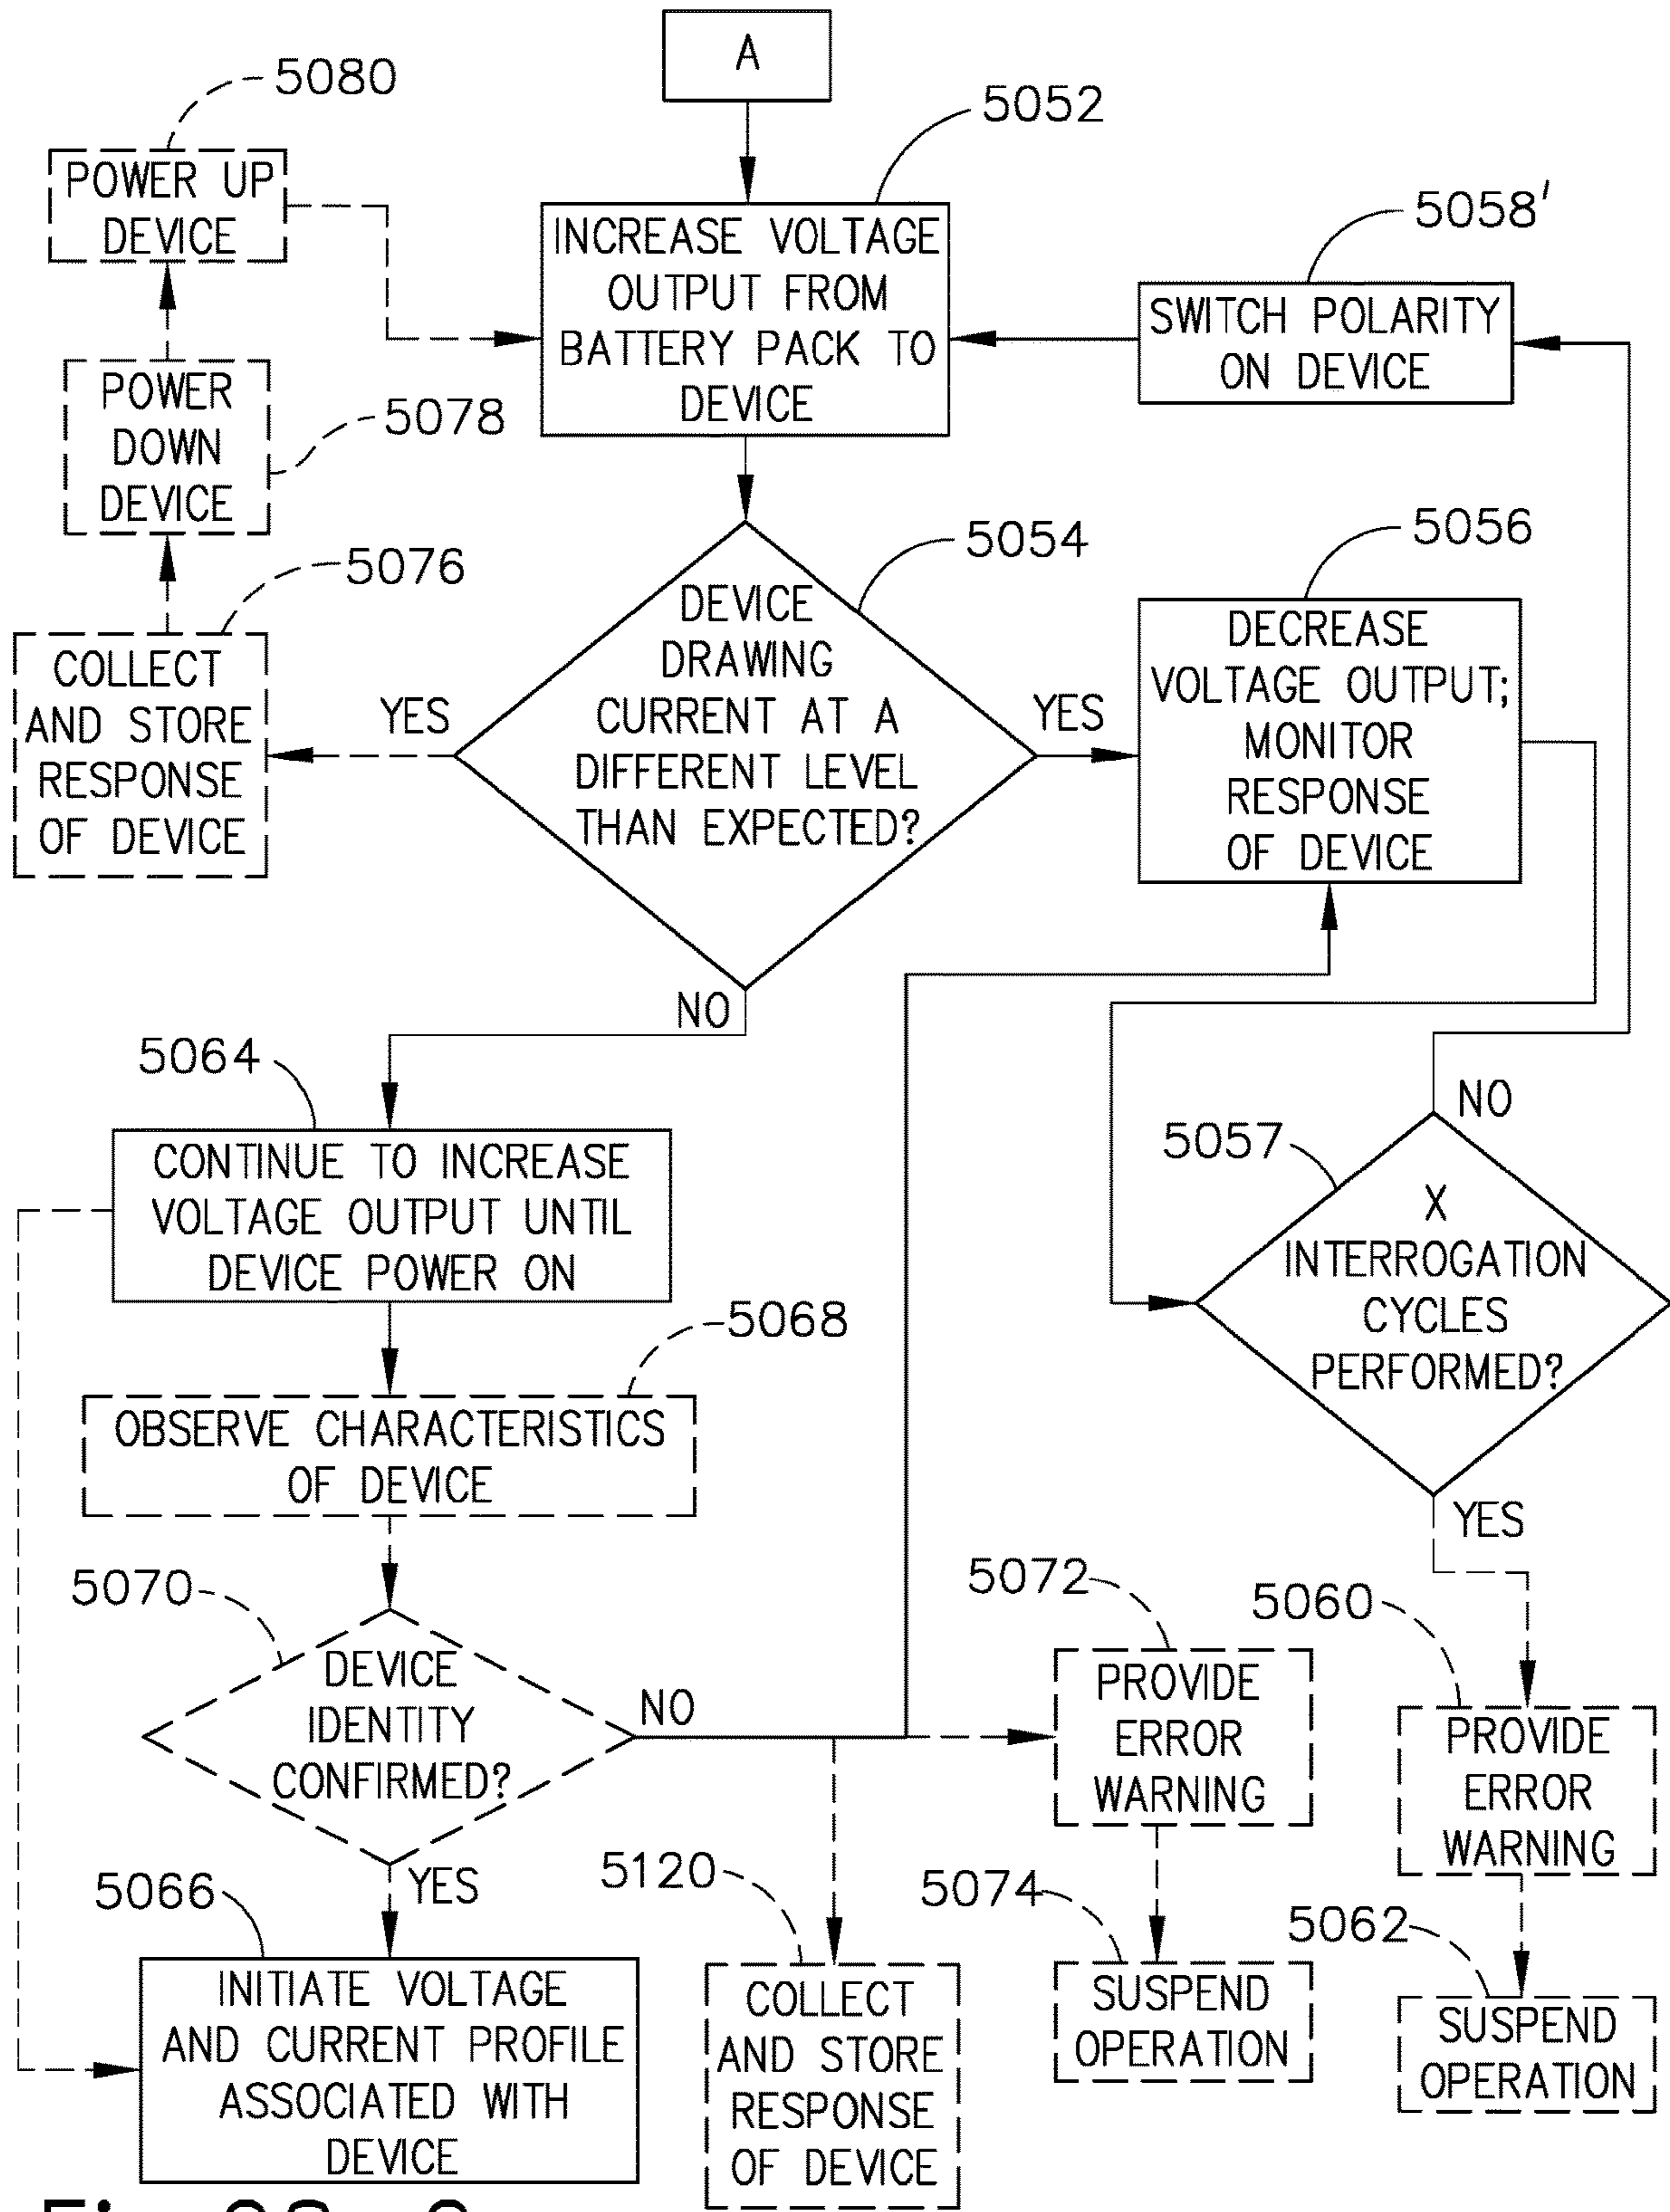 A
5080
5052
POWER UP
DEVICE
INCREASE VOLTAGE
OUTPUT FROM
BATTERY PACK TO
DEVICE
5058'
SWITCH POLARITY
ON DEVICE
POWER
DOWN
DEVICE
5078
5076
COLLECT
AND STORE
RESPONSE
OF DEVICE
YES
5054
DEVICE
DRAWING
CURRENT AT A
DIFFERENT LEVEL
THAN EXPECTED?
YES
5056
DECREASE
VOLTAGE OUTPUT;
MONITOR
RESPONSE
OF DEVICE
NO
5064
CONTINUE TO INCREASE
VOLTAGE OUTPUT UNTIL
DEVICE POWER ON
NO
5057
X
INTERROGATION
CYCLES
PERFORMED?
YES
5068
OBSERVE CHARACTERISTICS
OF DEVICE
5070
DEVICE
IDENTITY
CONFIRMED?
NO
YES
5072
PROVIDE
ERROR
WARNING
5060
PROVIDE
ERROR
WARNING
5066
INITIATE VOLTAGE
AND CURRENT PROFILE
ASSOCIATED WITH
DEVICE
5120
COLLECT
AND STORE
RESPONSE
OF DEVICE
5074
SUSPEND
OPERATION
5062
SUSPEND
OPERATION